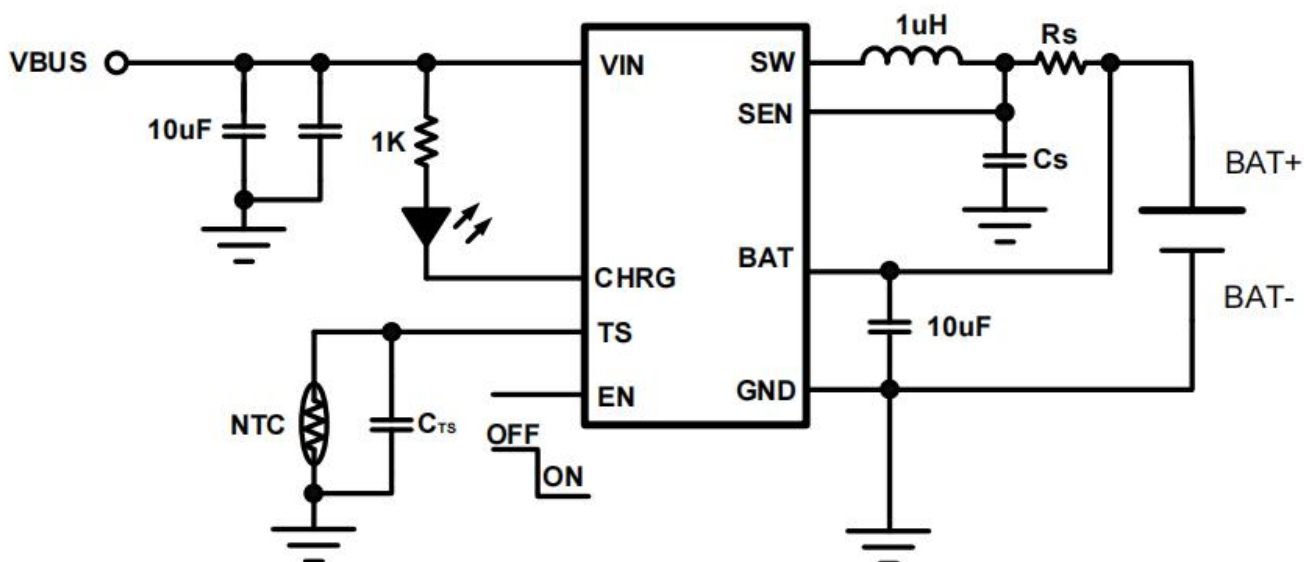 1uH
Rs
VBUS
VIN
SW
SEN
10uF
1K
Cs
BAT+
CHRG
BAT
BAT-
TS
10uF
NTC
CTS
EN
GND
OFF
ON